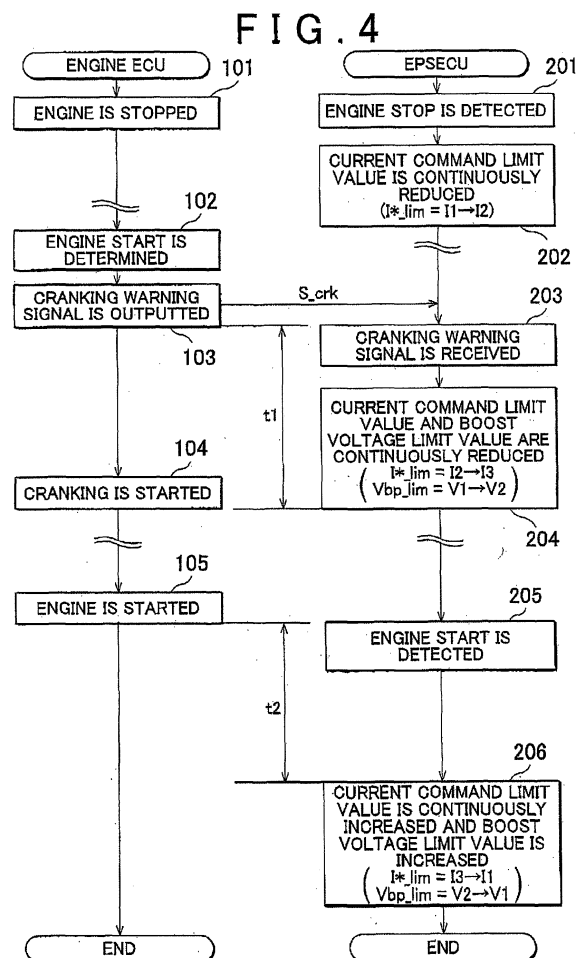 FIG.4
ENGINE ECU
101
ENGINE IS STOPPED
102
ENGINE START IS
DETERMINED
CRANKING WARNING
SIGNAL IS OUTPUTTED
103
S_crk
t1
104
CRANKING IS STARTED
105
ENGINE IS STARTED
t2
END
EPSECU
201
ENGINE STOP IS DETECTED
CURRENT COMMAND LIMIT
VALUE IS CONTINUOUSLY
REDUCED
(I*_lim = I1→I2)
202
203
CRANKING WARNING
SIGNAL IS RECEIVED
CURRENT COMMAND LIMIT
VALUE AND BOOST
VOLTAGE LIMIT VALUE ARE
CONTINUOUSLY REDUCED
(I*_lim = I2→I3
Vbp_lim = V1→V2)
204
205
ENGINE START IS
DETECTED
206
CURRENT COMMAND LIMIT
VALUE IS CONTINUOUSLY
INCREASED AND BOOST
VOLTAGE LIMIT VALUE IS
INCREASED
(I*_lim = I3→I1
Vbp_lim = V2→V1)
END